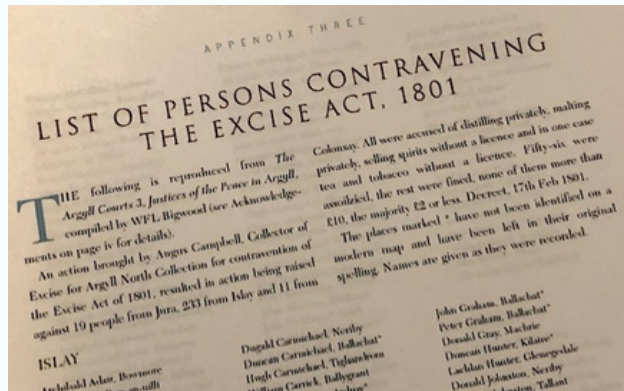 APPENDIX THREE
LIST OF PERSONS CONTRAVENING
THE EXCISE ACT, 1801
THE following is reproduced from The
Argyll Courts 3, Justices of the Peace in Argyll,
compiled by WFL Bigwood (see Acknowledge-
ments on page iv for details).
An action brought by Angus Campbell, Collector of
Excise for Argyll North Collection for contravention of
the Excise Act of 1801, resulted in action being raised
against 19 people from Jura, 233 from Islay and 11 from
Colonsay. All were accused of distilling privately, malting
privately, selling spirits without a licence and in one case
tea and tobacco without a licence. Fifty-six were
assoilzied, the rest were fined, none of them more than
£10, the majority £2 or less. Decreet, 17th Feb 1801.
The places marked * have not been identified on a
modern map and have been left in their original
spelling. Names are given as they were recorded.
ISLAY
Archibald Adair, Bowmore
Dugald Carmichael, Neriby
Duncan Carmichael, Ballachat*
Hugh Carmichael, Tighandrom
William Carrick, Ballygrant
John Graham, Ballachat*
Peter Graham, Ballachat*
Donald Gray, Machrie
Duncan Hunter, Kilaire*
Lachlan Hunter, Glenegedale
Donald Johnston, Neriby